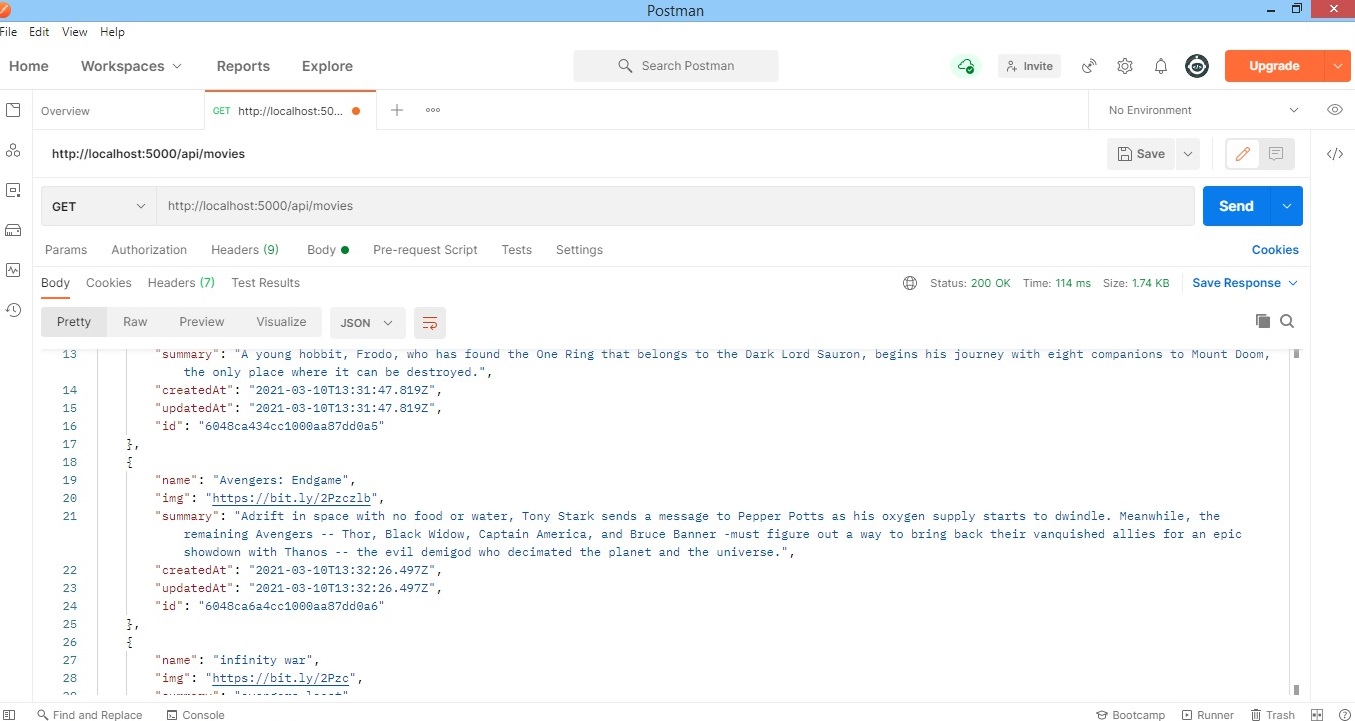 Postman
File Edit View Help
Home Workspaces Reports Explore Search Postman Invite Upgrade
Overview GET http://localhost:50... No Environment
http://localhost:5000/api/movies Save
GET http://localhost:5000/api/movies Send
Params Authorization Headers (9) Body Pre-request Script Tests Settings Cookies
Body Cookies Headers (7) Test Results Status: 200 OK Time: 114 ms Size: 1.74 KB Save Response
Pretty Raw Preview Visualize JSON
13 "summary": "A young hobbit, Frodo, who has found the One Ring that belongs to the Dark Lord Sauron, begins his journey with eight companions to Mount Doom,
the only place where it can be destroyed.",
14 "createdAt": "2021-03-10T13:31:47.819Z",
15 "updatedAt": "2021-03-10T13:31:47.819Z",
16 "id": "6048ca434cc1000aa87dd0a5"
17 },
18 {
19 "name": "Avengers: Endgame",
20 "img": "https://bit.ly/2Pzczlb",
21 "summary": "Adrift in space with no food or water, Tony Stark sends a message to Pepper Potts as his oxygen supply starts to dwindle. Meanwhile, the
remaining Avengers -- Thor, Black Widow, Captain America, and Bruce Banner -must figure out a way to bring back their vanquished allies for an epic
showdown with Thanos -- the evil demigod who decimated the planet and the universe.",
22 "createdAt": "2021-03-10T13:32:26.497Z",
23 "updatedAt": "2021-03-10T13:32:26.497Z",
24 "id": "6048ca6a4cc1000aa87dd0a6"
25 },
26 {
27 "name": "infinity war",
28 "img": "https://bit.ly/2Pzc",
Find and Replace Console Bootcamp Runner Trash